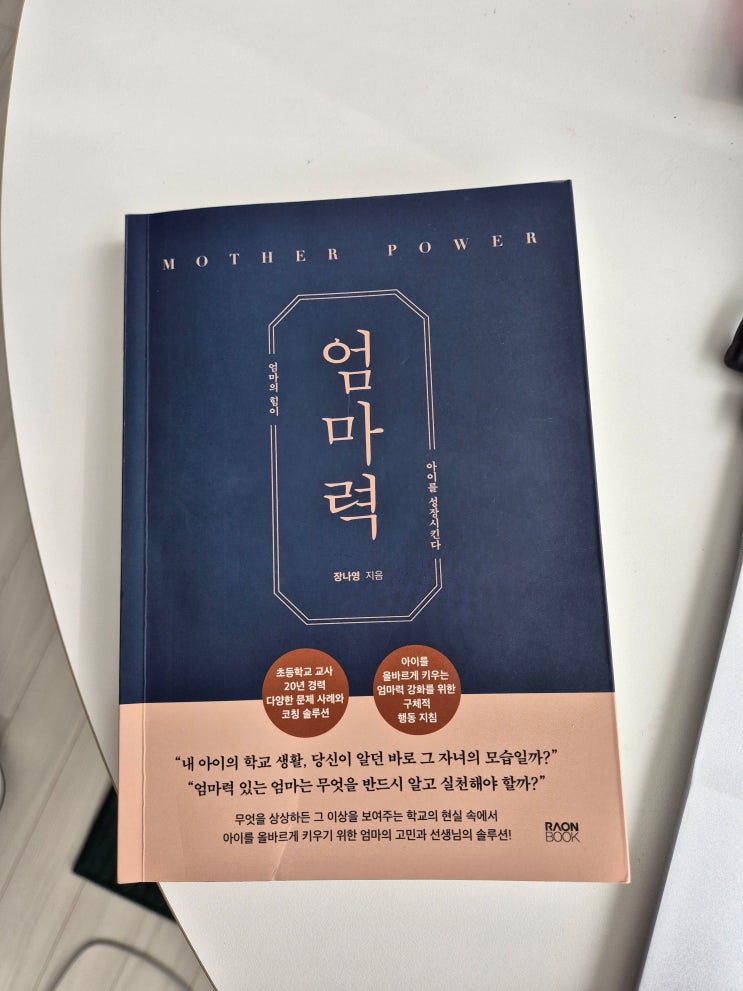 MOTHER POWER
엄마의 힘이
엄마력
아이를 성장시킨다
장나영 지음
초등학교 교사
20년 경력
다양한 문제 사례와
코칭 솔루션
아이를
올바르게 키우는
엄마력 강화를 위한
구체적
행동 지침
“내 아이의 학교 생활, 당신이 알던 바로 그 자녀의 모습일까?”
“엄마력 있는 엄마는 무엇을 반드시 알고 실천해야 할까?”
무엇을 상상하든 그 이상을 보여주는 학교의 현실 속에서
아이를 올바르게 키우기 위한 엄마의 고민과 선생님의 솔루션!
RAON
BOOK